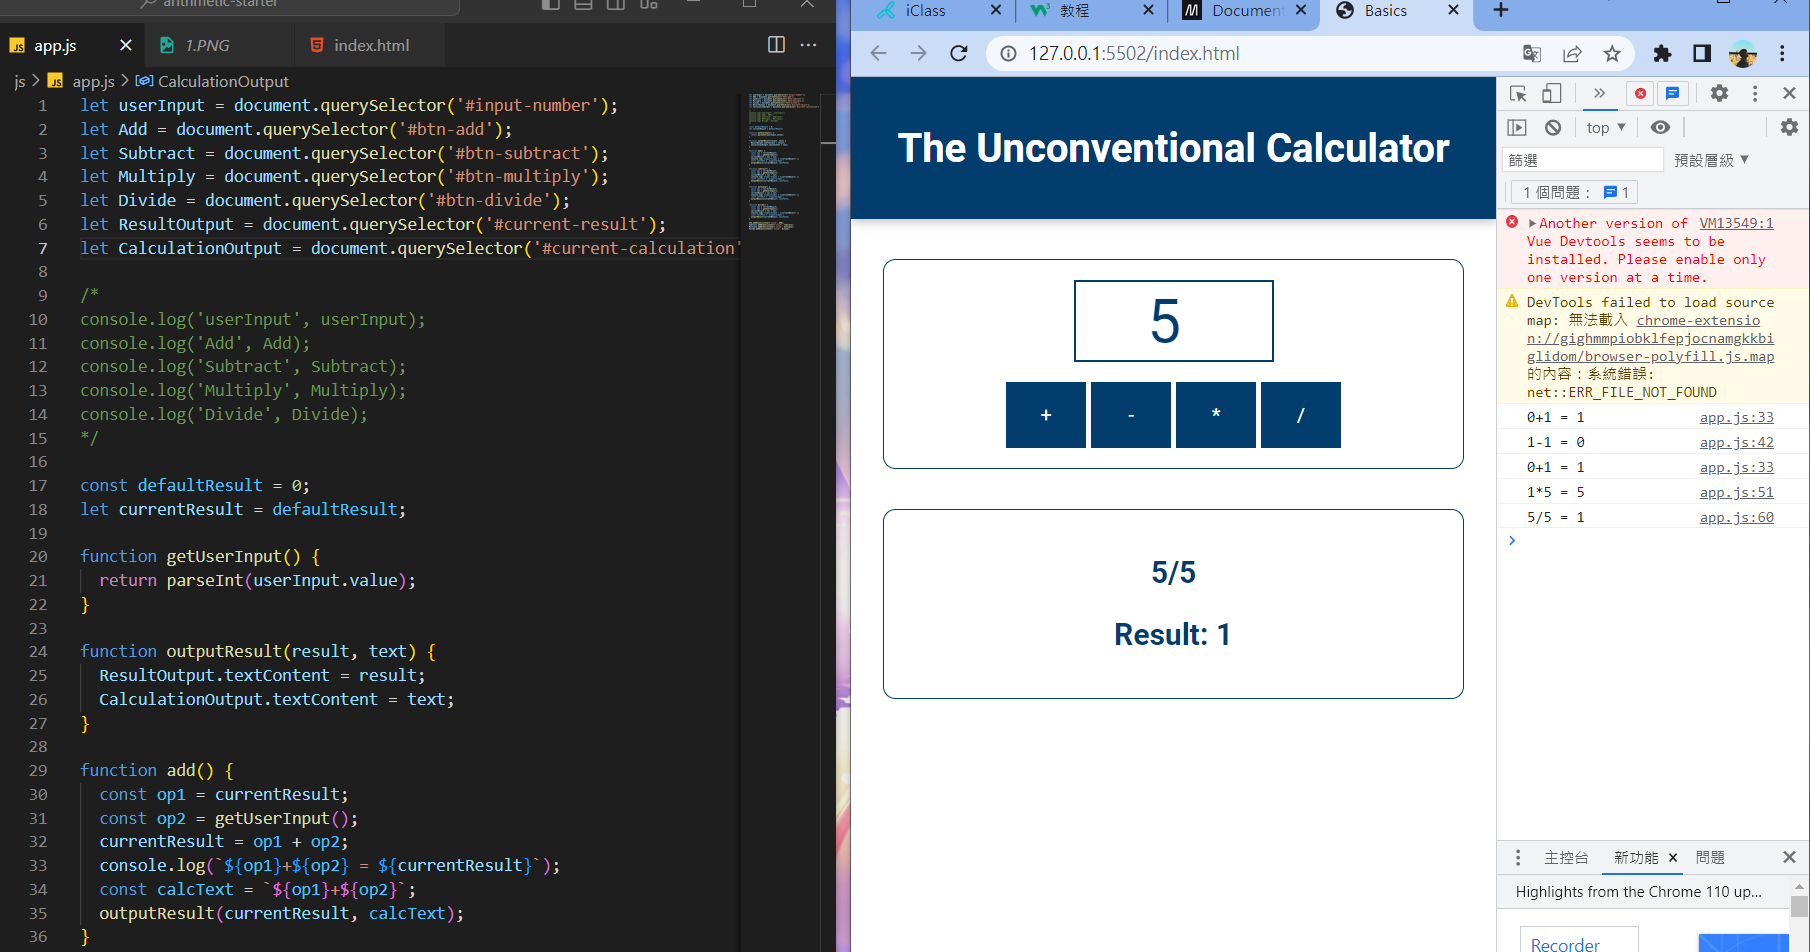 arithmetic-starter
app.js
1.PNG
index.html
js > app.js > CalculationOutput
1 let userInput = document.querySelector('#input-number');
2 let Add = document.querySelector('#btn-add');
3 let Subtract = document.querySelector('#btn-subtract');
4 let Multiply = document.querySelector('#btn-multiply');
5 let Divide = document.querySelector('#btn-divide');
6 let ResultOutput = document.querySelector('#current-result');
7 let CalculationOutput = document.querySelector('#current-calculation'
8
9 /*
10 console.log('userInput', userInput);
11 console.log('Add', Add);
12 console.log('Subtract', Subtract);
13 console.log('Multiply', Multiply);
14 console.log('Divide', Divide);
15 */
16
17 const defaultResult = 0;
18 let currentResult = defaultResult;
19
20 function getUserInput() {
21 return parseInt(userInput.value);
22 }
23
24 function outputResult(result, text) {
25 ResultOutput.textContent = result;
26 CalculationOutput.textContent = text;
27 }
28
29 function add() {
30 const op1 = currentResult;
31 const op2 = getUserInput();
32 currentResult = op1 + op2;
33 console.log(`${op1}+${op2} = ${currentResult}`);
34 const calcText = `${op1}+${op2}`;
35 outputResult(currentResult, calcText);
36 }
iClass
教程
Document
Basics
127.0.0.1:5502/index.html
The Unconventional Calculator
5
+ - * /
5/5
Result: 1
top
篩選
預設層級
1 個問題： 1
Another version of VM13549:1
Vue Devtools seems to be
installed. Please enable only
one version at a time.
DevTools failed to load source
map: 無法載入 chrome-extensio
n://gighmmpiobklfepjocnamgkkbi
glidom/browser-polyfill.js.map
的內容：系統錯誤:
net::ERR_FILE_NOT_FOUND
0+1 = 1 app.js:33
1-1 = 0 app.js:42
0+1 = 1 app.js:33
1*5 = 5 app.js:51
5/5 = 1 app.js:60
主控台
新功能
問題
Highlights from the Chrome 110 up...
Recorder